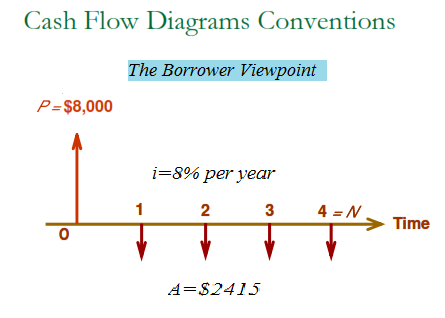 Cash Flow Diagrams Conventions
The Borrower Viewpoint
P=$8,000
i=8% per year
1 2 3 4 = N
Time
0
A=$2415